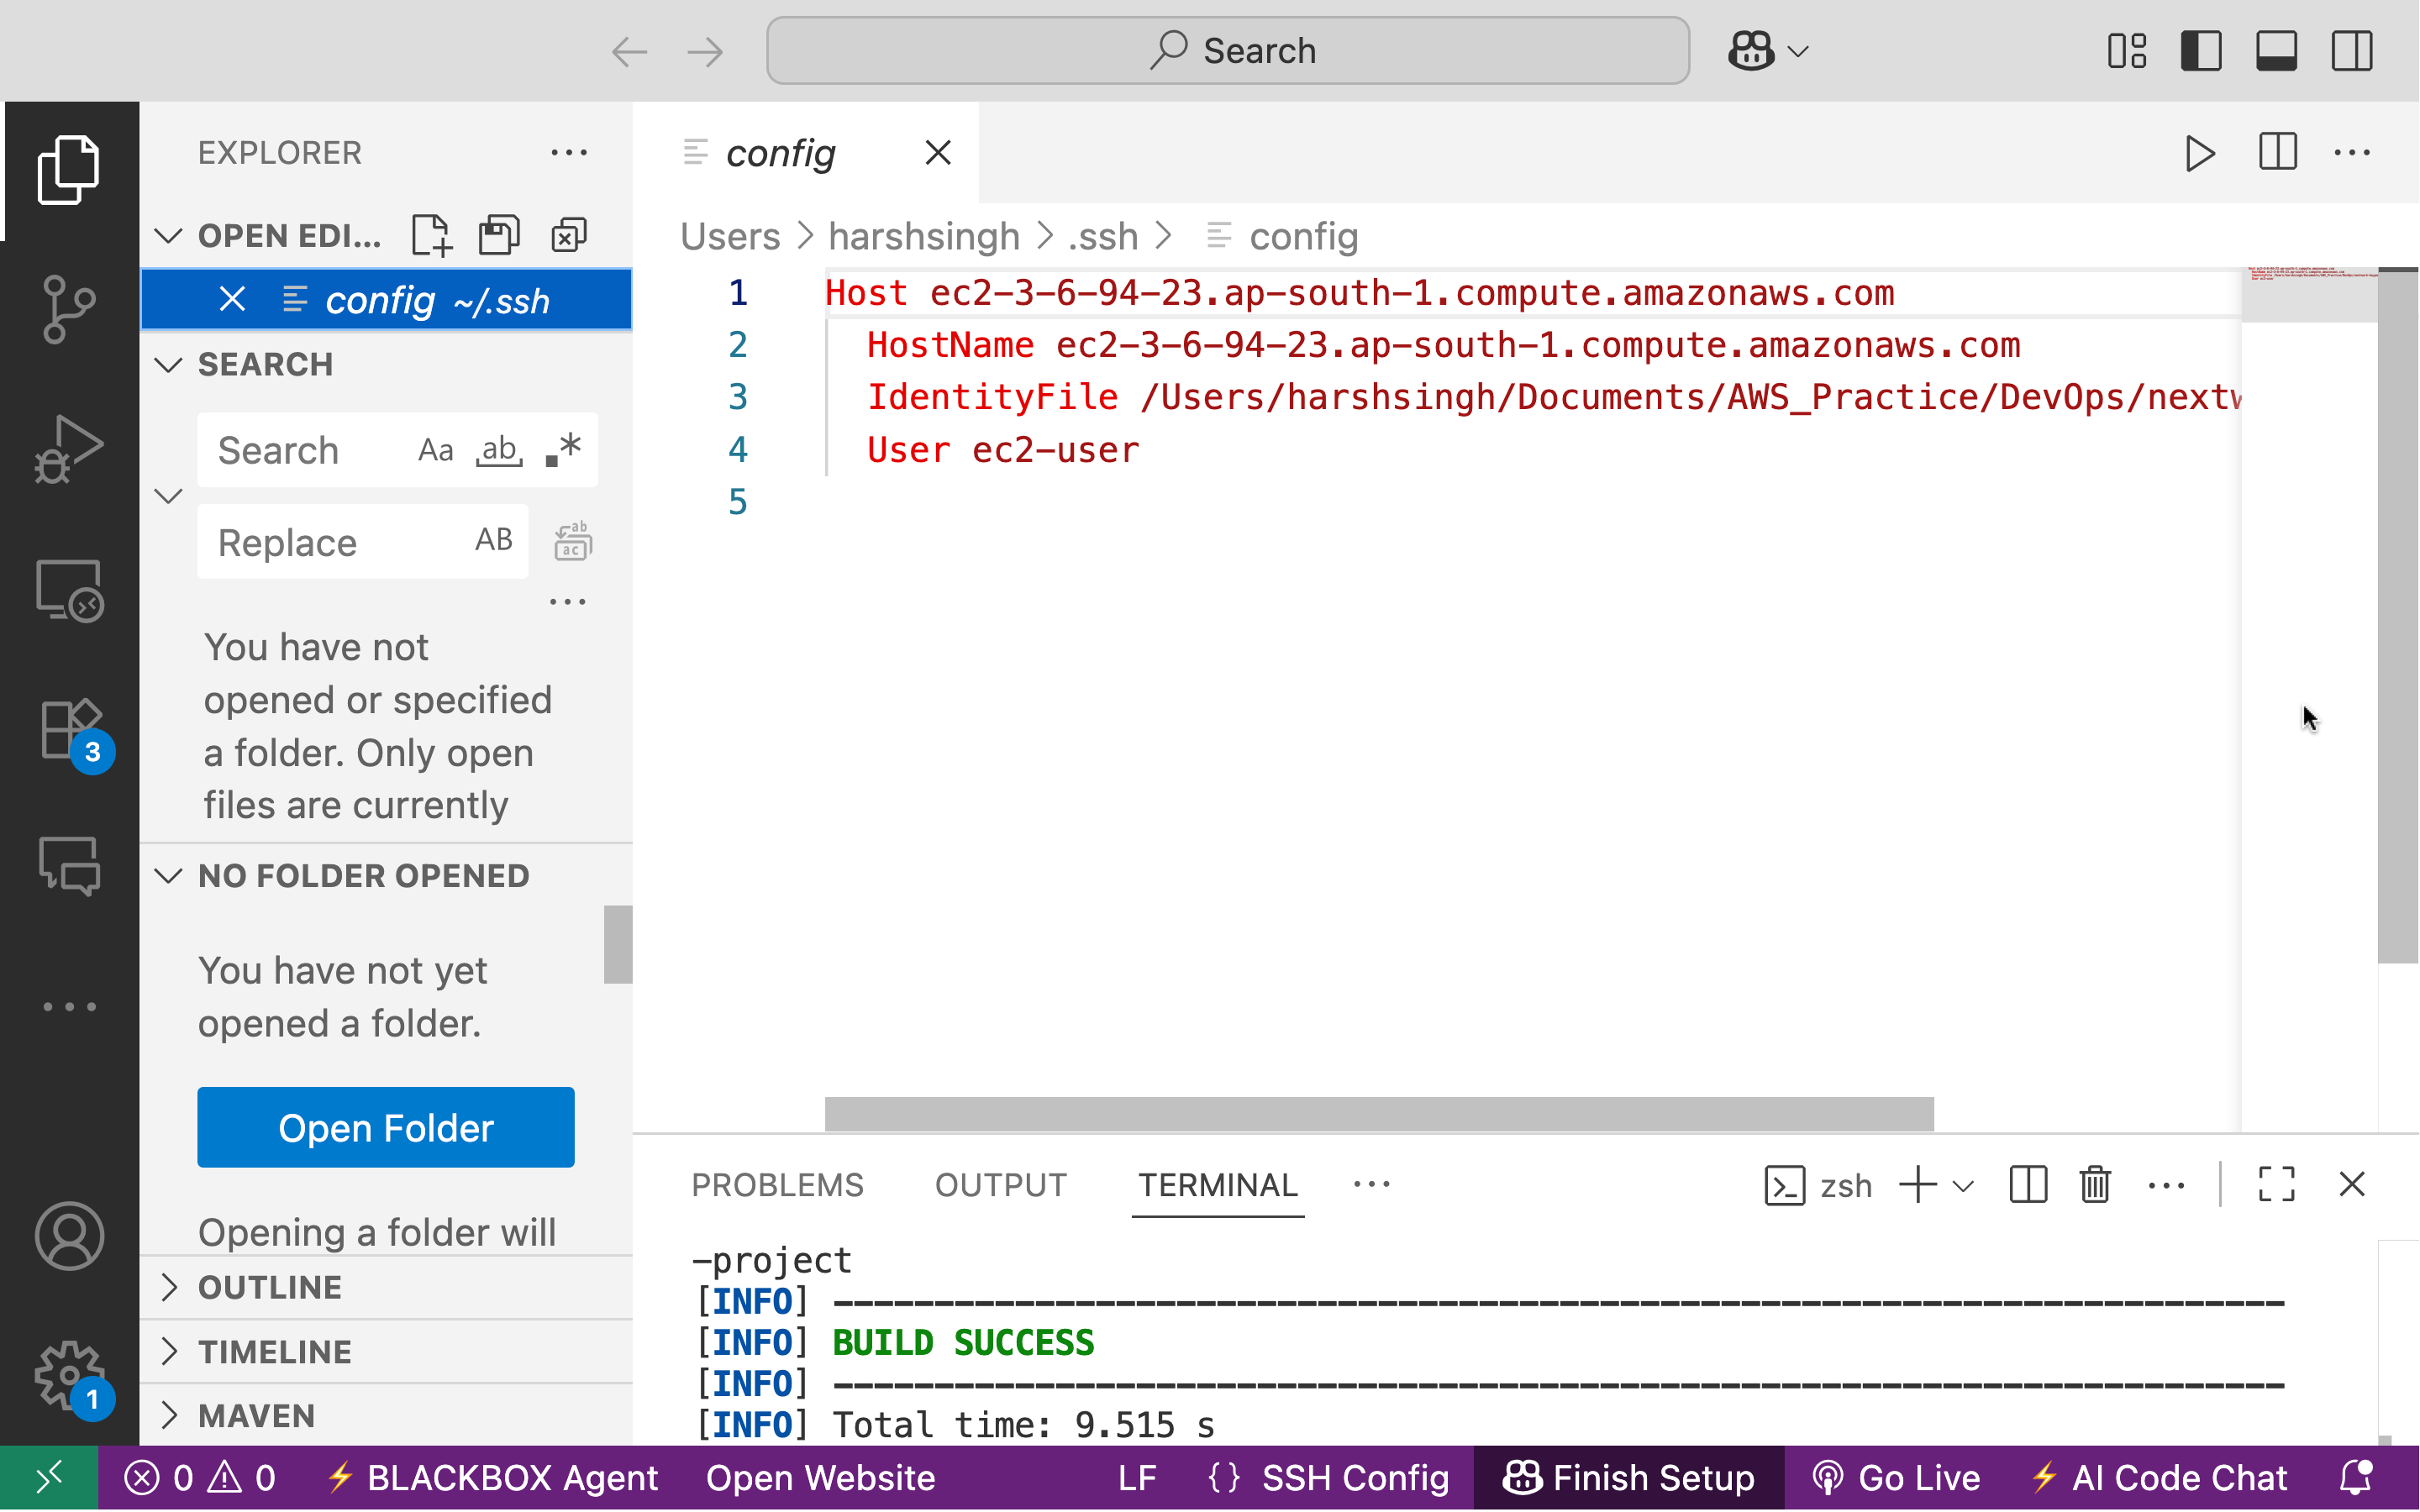 Search
EXPLORER
OPEN EDI...
config ~/.ssh
SEARCH
Search Aa ab
Replace AB
You have not
opened or specified
a folder. Only open
files are currently
NO FOLDER OPENED
You have not yet
opened a folder.
Open Folder
Opening a folder will
OUTLINE
TIMELINE
MAVEN
3
1
config
Users > harshsingh > .ssh > config
1 Host ec2-3-6-94-23.ap-south-1.compute.amazonaws.com
2 HostName ec2-3-6-94-23.ap-south-1.compute.amazonaws.com
3 IdentityFile /Users/harshsingh/Documents/AWS_Practice/DevOps/nextw
4 User ec2-user
5
PROBLEMS OUTPUT TERMINAL ... zsh
-project
[INFO] ------------------------------------------------------------------------
[INFO] BUILD SUCCESS
[INFO] ------------------------------------------------------------------------
[INFO] Total time: 9.515 s
0 0 BLACKBOX Agent Open Website LF {} SSH Config Finish Setup Go Live AI Code Chat